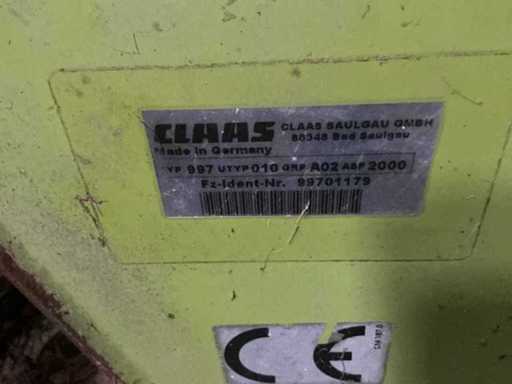 CLAAS
CLAAS SAULGAU GMBH
88348 Bad Saulgau
Made in Germany
TYP 997 UTYP 010 GRP A02 ABF 2000
Fz-Ident-Nr. 99701179
CE